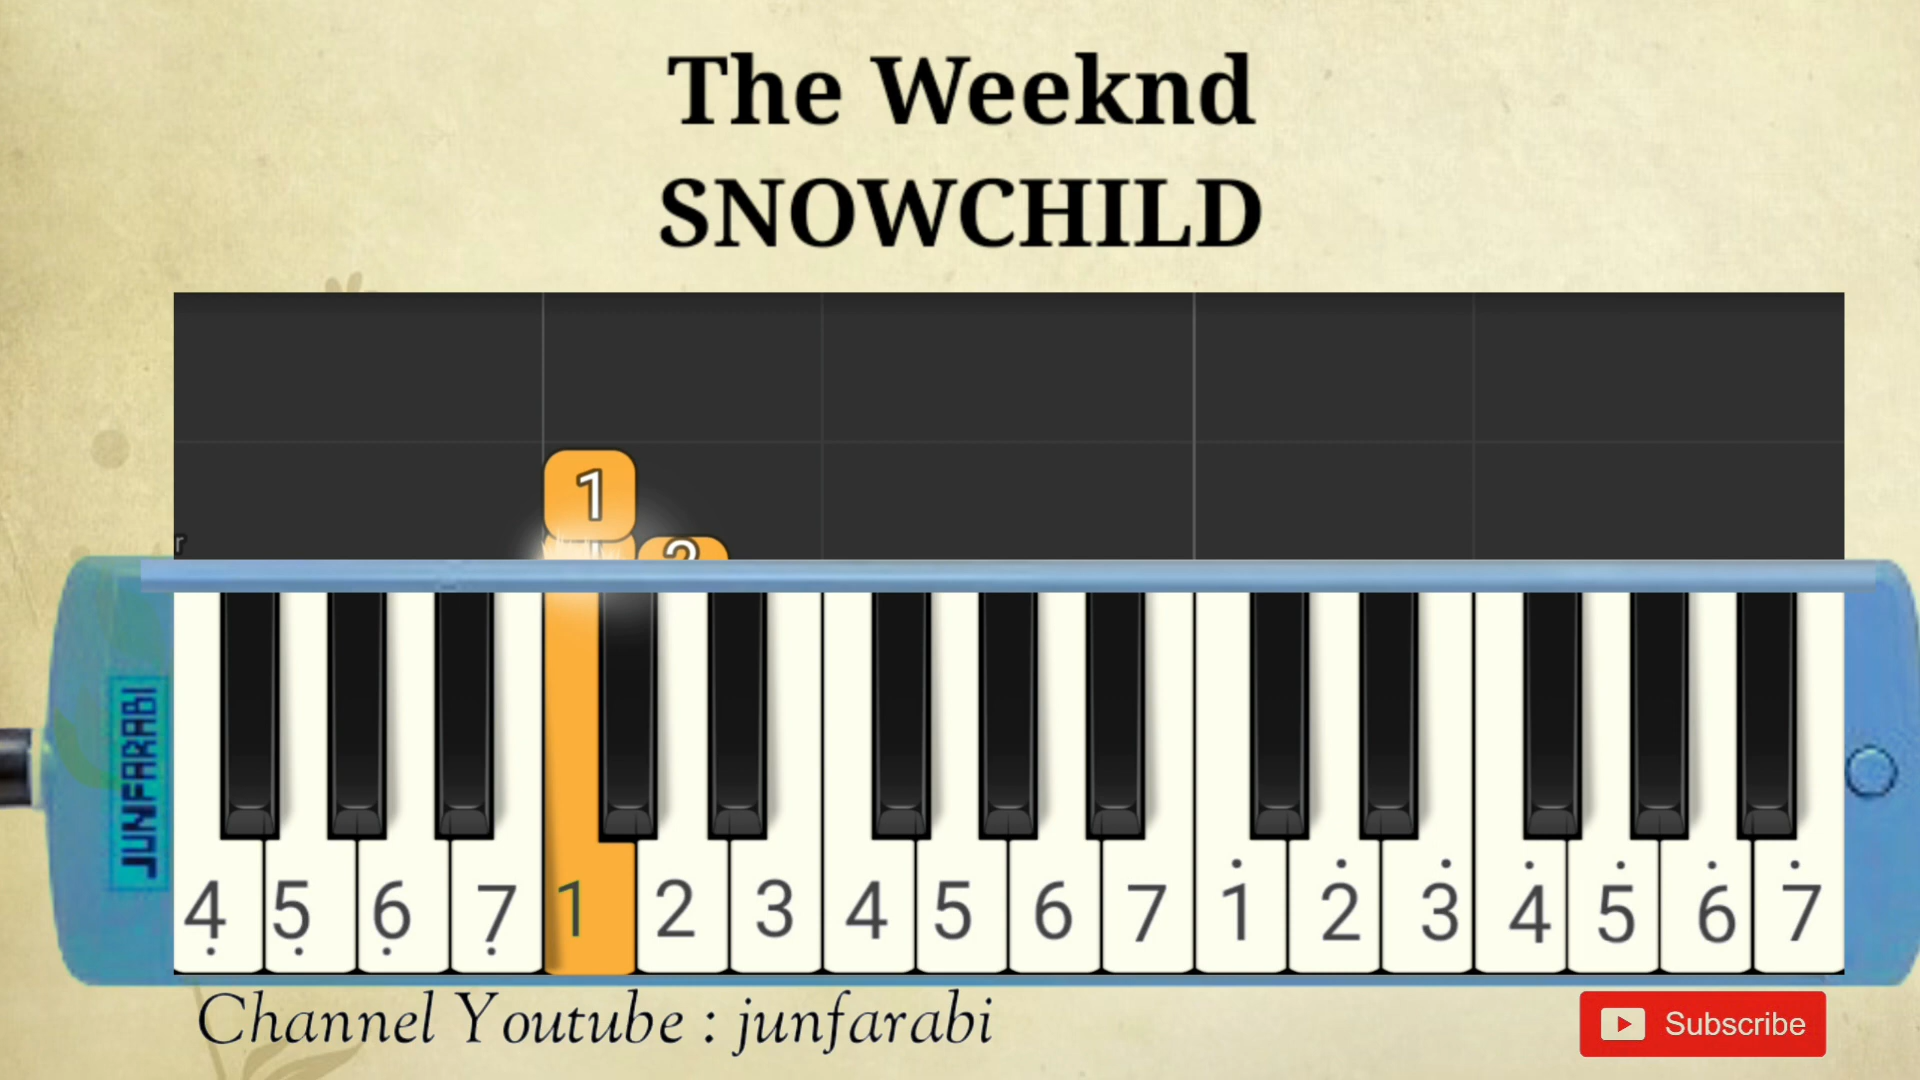 The Weeknd
SNOWCHILD
1
2
r
JUNFARABI
4̣ 5̣ 6̣ 7̣ 1 2 3 4 5 6 7 1̇ 2̇ 3̇ 4̇ 5̇ 6̇ 7̇
Channel Youtube : junfarabi
Subscribe